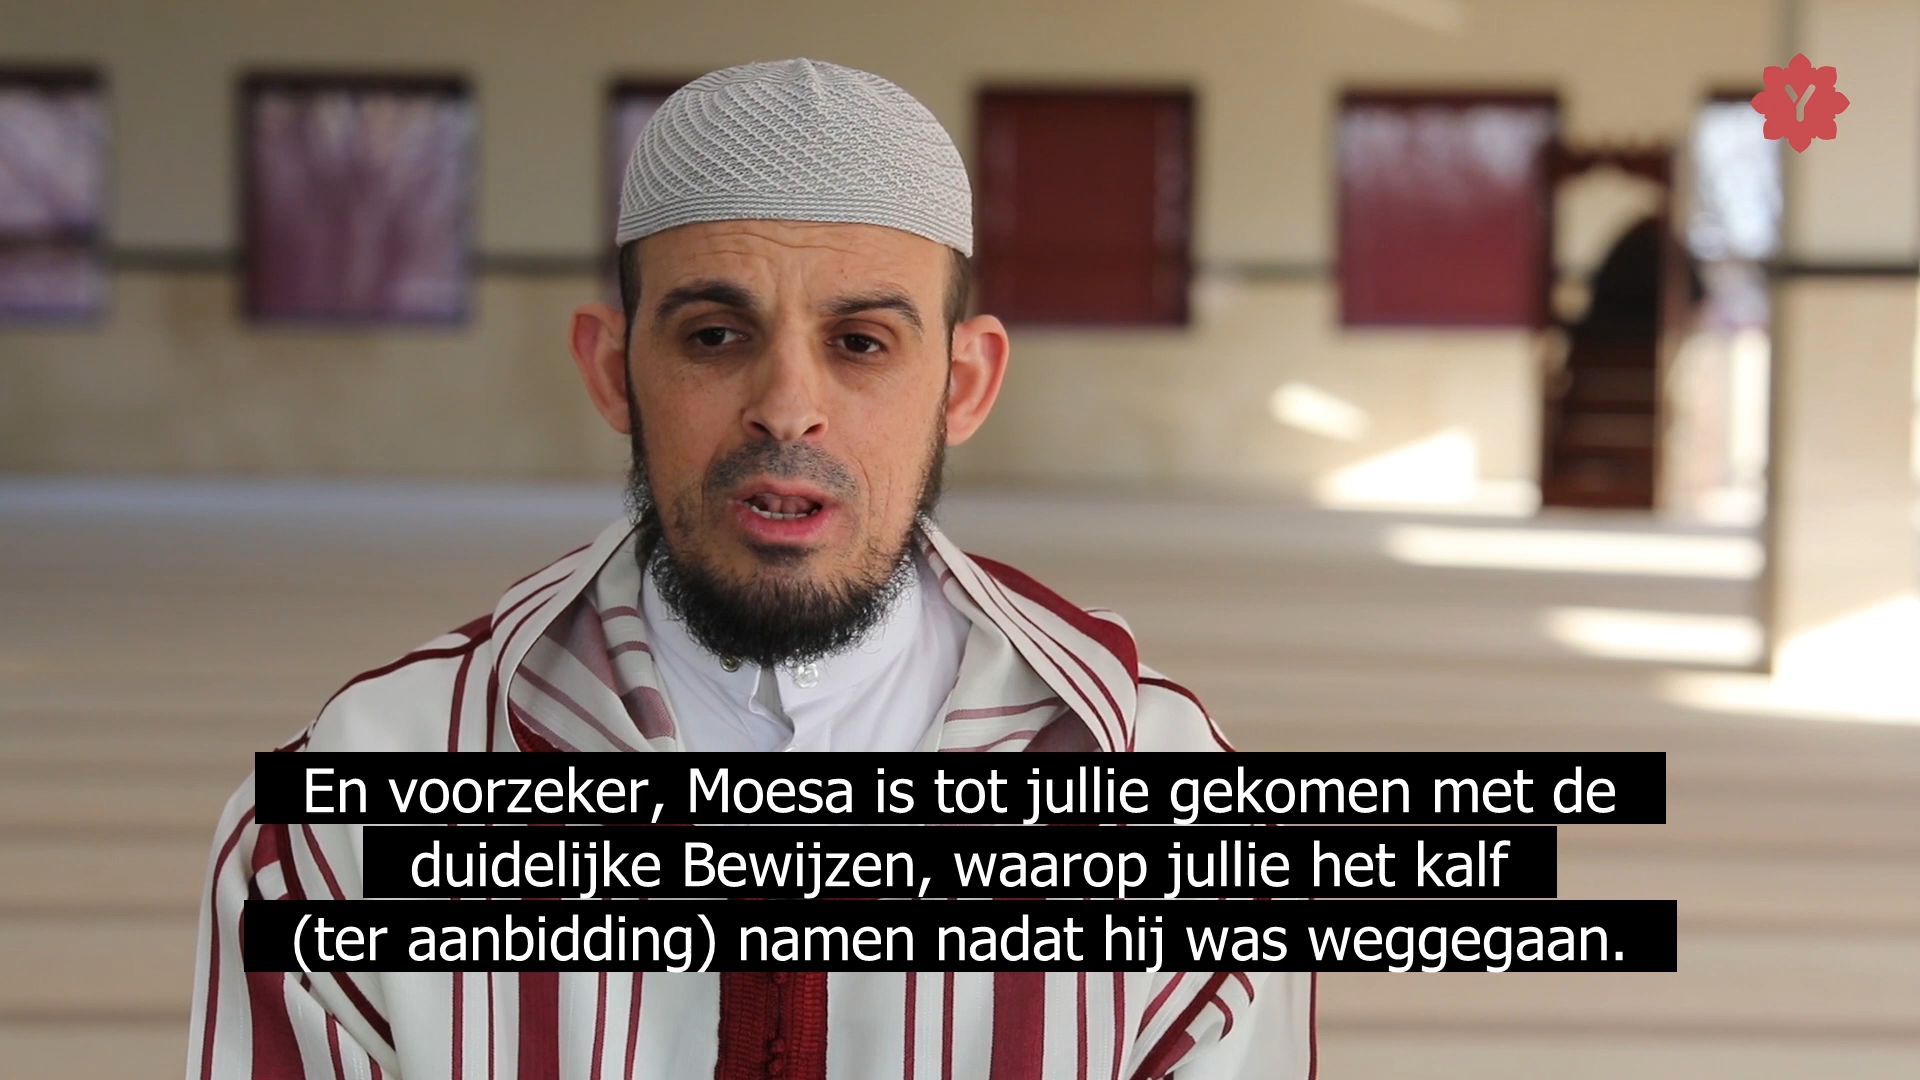 Y
En voorzeker, Moesa is tot jullie gekomen met de
duidelijke Bewijzen, waarop jullie het kalf
(ter aanbidding) namen nadat hij was weggegaan.